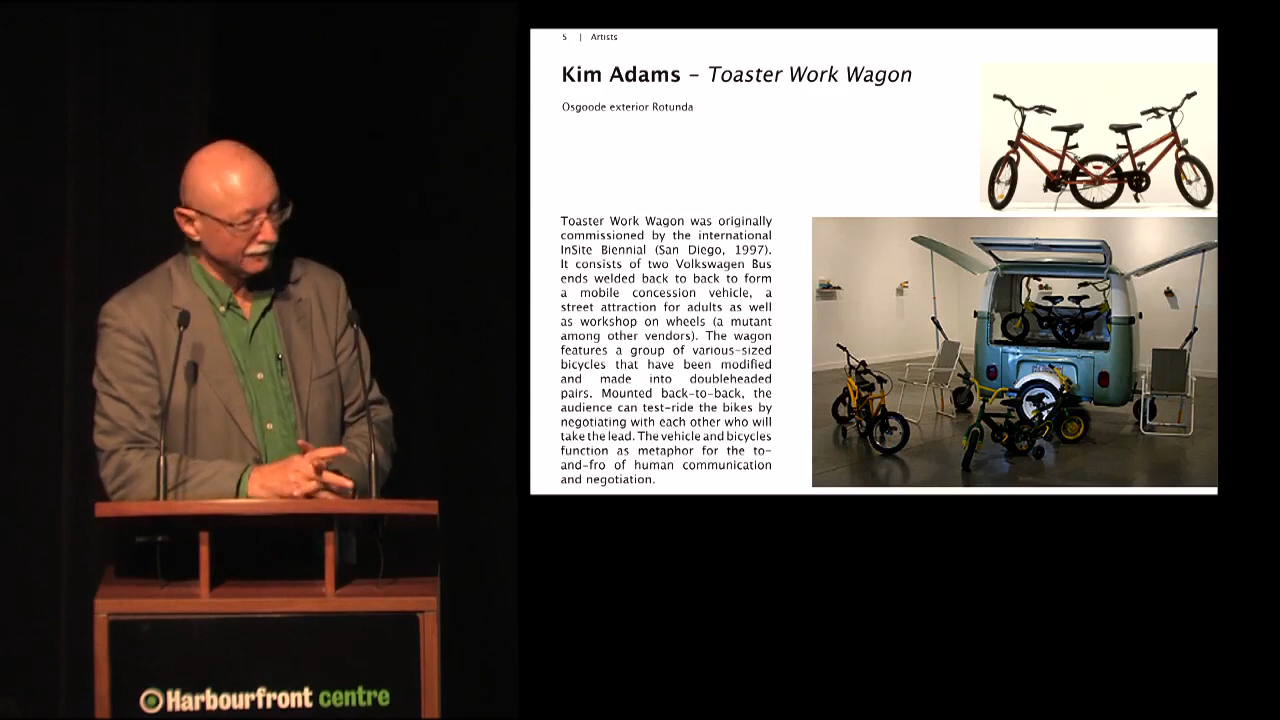 5 | Artists
Kim Adams – Toaster Work Wagon
Osgoode exterior Rotunda
Toaster Work Wagon was originally
commissioned by the international
InSite Biennial (San Diego, 1997).
It consists of two Volkswagen Bus
ends welded back to back to form
a mobile concession vehicle, a
street attraction for adults as well
as workshop on wheels (a mutant
among other vendors). The wagon
features a group of various-sized
bicycles that have been modified
and made into doubleheaded
pairs. Mounted back-to-back, the
audience can test-ride the bikes by
negotiating with each other who will
take the lead. The vehicle and bicycles
function as metaphor for the to-
and-fro of human communication
and negotiation.
Harbourfront centre